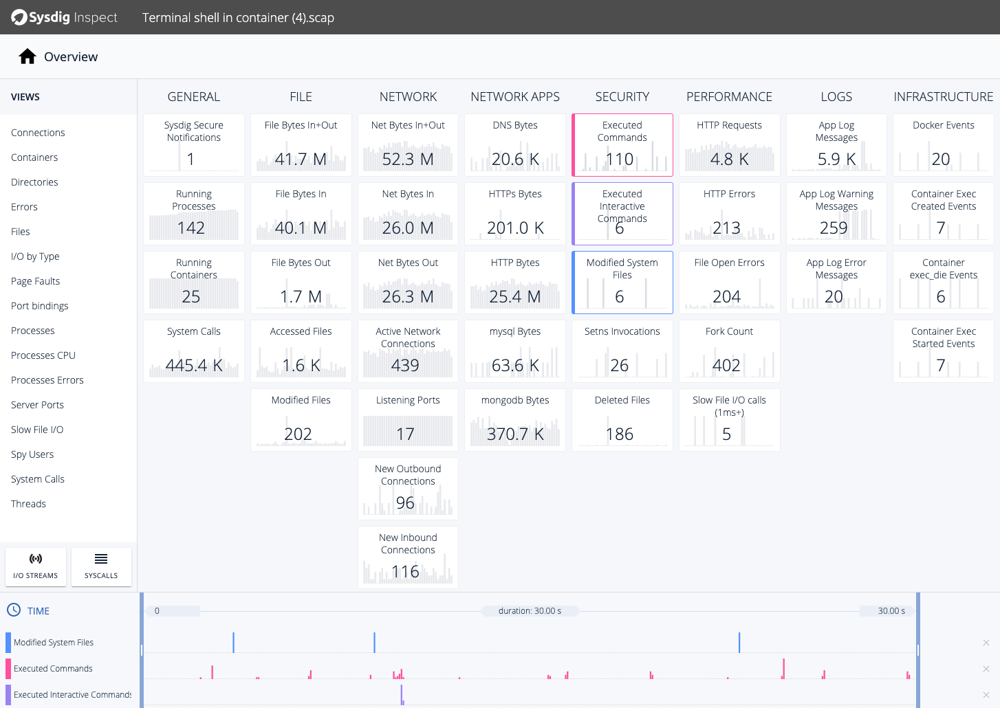 Sysdig Inspect
Terminal shell in container (4).scap
Overview
VIEWS
Connections
Containers
Directories
Errors
Files
I/O by Type
Page Faults
Port bindings
Processes
Processes CPU
Processes Errors
Server Ports
Slow File I/O
Spy Users
System Calls
Threads
I/O STREAMS
SYSCALLS
GENERAL
Sysdig Secure
Notifications
1
Running
Processes
142
Running
Containers
25
System Calls
445.4 K
FILE
File Bytes In+Out
41.7 M
File Bytes In
40.1 M
File Bytes Out
1.7 M
Accessed Files
1.6 K
Modified Files
202
NETWORK
Net Bytes In+Out
52.3 M
Net Bytes In
26.0 M
Net Bytes Out
26.3 M
Active Network
Connections
439
Listening Ports
17
New Outbound
Connections
96
New Inbound
Connections
116
NETWORK APPS
DNS Bytes
20.6 K
HTTPs Bytes
201.0 K
HTTP Bytes
25.4 M
mysql Bytes
63.6 K
mongodb Bytes
370.7 K
SECURITY
Executed
Commands
110
Executed
Interactive
Commands
6
Modified System
Files
6
Setns Invocations
26
Deleted Files
186
PERFORMANCE
HTTP Requests
4.8 K
HTTP Errors
213
File Open Errors
204
Fork Count
402
Slow File I/O calls
(1ms+)
5
LOGS
App Log
Messages
5.9 K
App Log Warning
Messages
259
App Log Error
Messages
20
INFRASTRUCTURE
Docker Events
20
Container Exec
Created Events
7
Container
exec_die Events
6
Container Exec
Started Events
7
TIME
0
duration: 30.00 s
30.00 s
Modified System Files
Executed Commands
Executed Interactive Commands